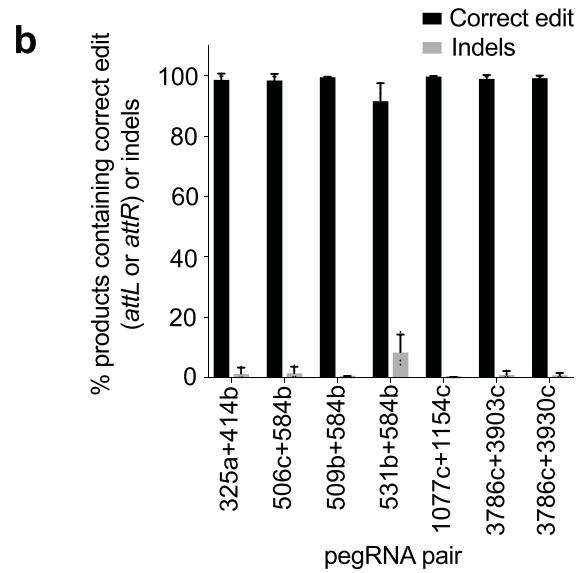 b
Correct edit
Indels
% products containing correct edit
(attL or attR) or indels
100
80
60
40
20
0
325a+414b
506c+584b
509b+584b
531b+584b
1077c+1154c
3786c+3903c
3786c+3930c
pegRNA pair